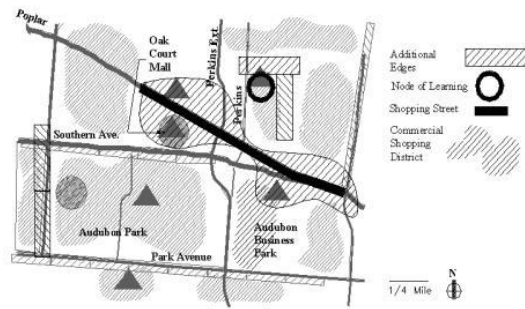 Poplar
Oak
Court
Mall
Perkins Ext.
Perkins
Southern Ave.
Audubon Park
Audubon
Business
Park
Park Avenue
Additional
Edges
Node of Learning
Shopping Street
Commercial
Shopping
District
1/4 Mile
N